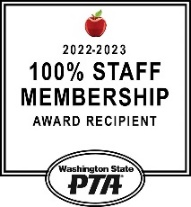 2022-2023
100% STAFF
MEMBERSHIP
AWARD RECIPIENT
Washington State
PTA